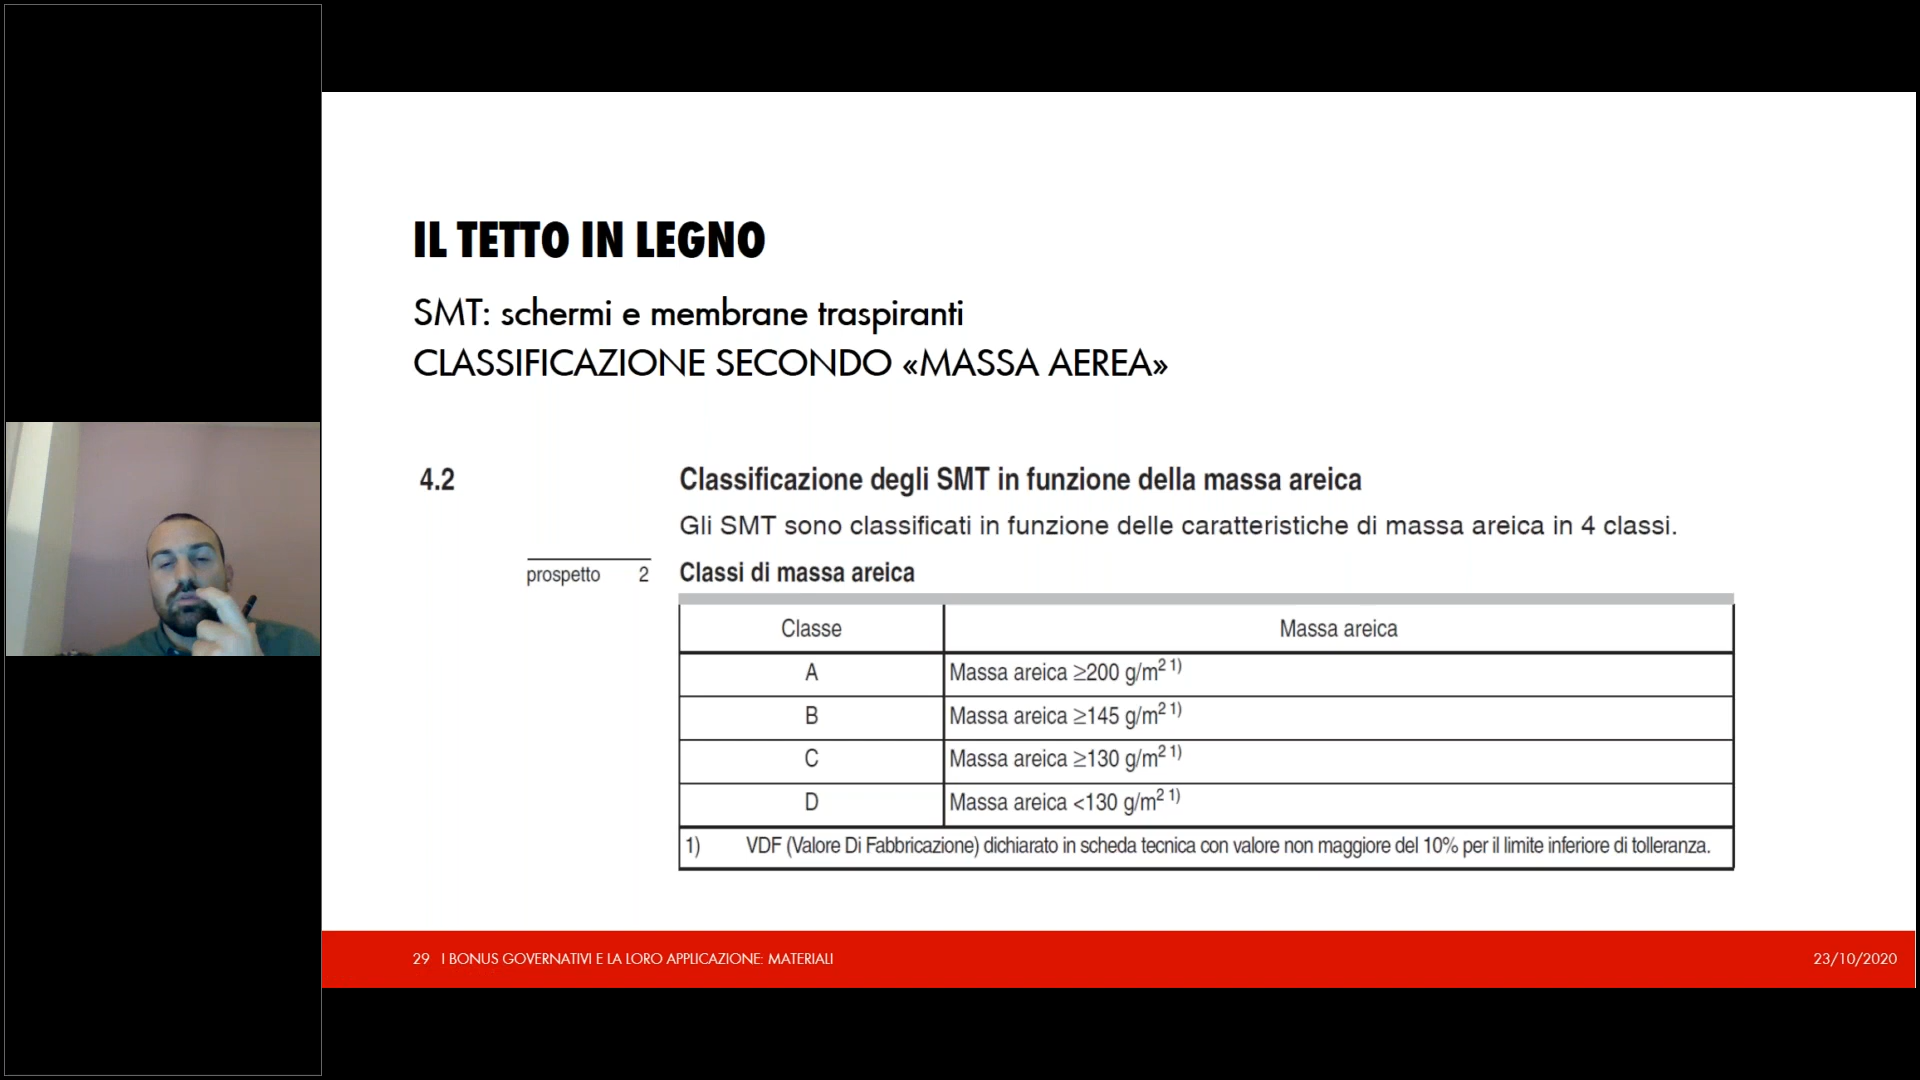 IL TETTO IN LEGNO
SMT: schermi e membrane traspiranti
CLASSIFICAZIONE SECONDO «MASSA AEREA»
4.2 Classificazione degli SMT in funzione della massa areica
Gli SMT sono classificati in funzione delle caratteristiche di massa areica in 4 classi.
prospetto 2 Classi di massa areica
Classe Massa areica
A Massa areica ≥200 g/m² ¹⁾
B Massa areica ≥145 g/m² ¹⁾
C Massa areica ≥130 g/m² ¹⁾
D Massa areica <130 g/m² ¹⁾
1) VDF (Valore Di Fabbricazione) dichiarato in scheda tecnica con valore non maggiore del 10% per il limite inferiore di tolleranza.
29 I BONUS GOVERNATIVI E LA LORO APPLICAZIONE: MATERIALI 23/10/2020